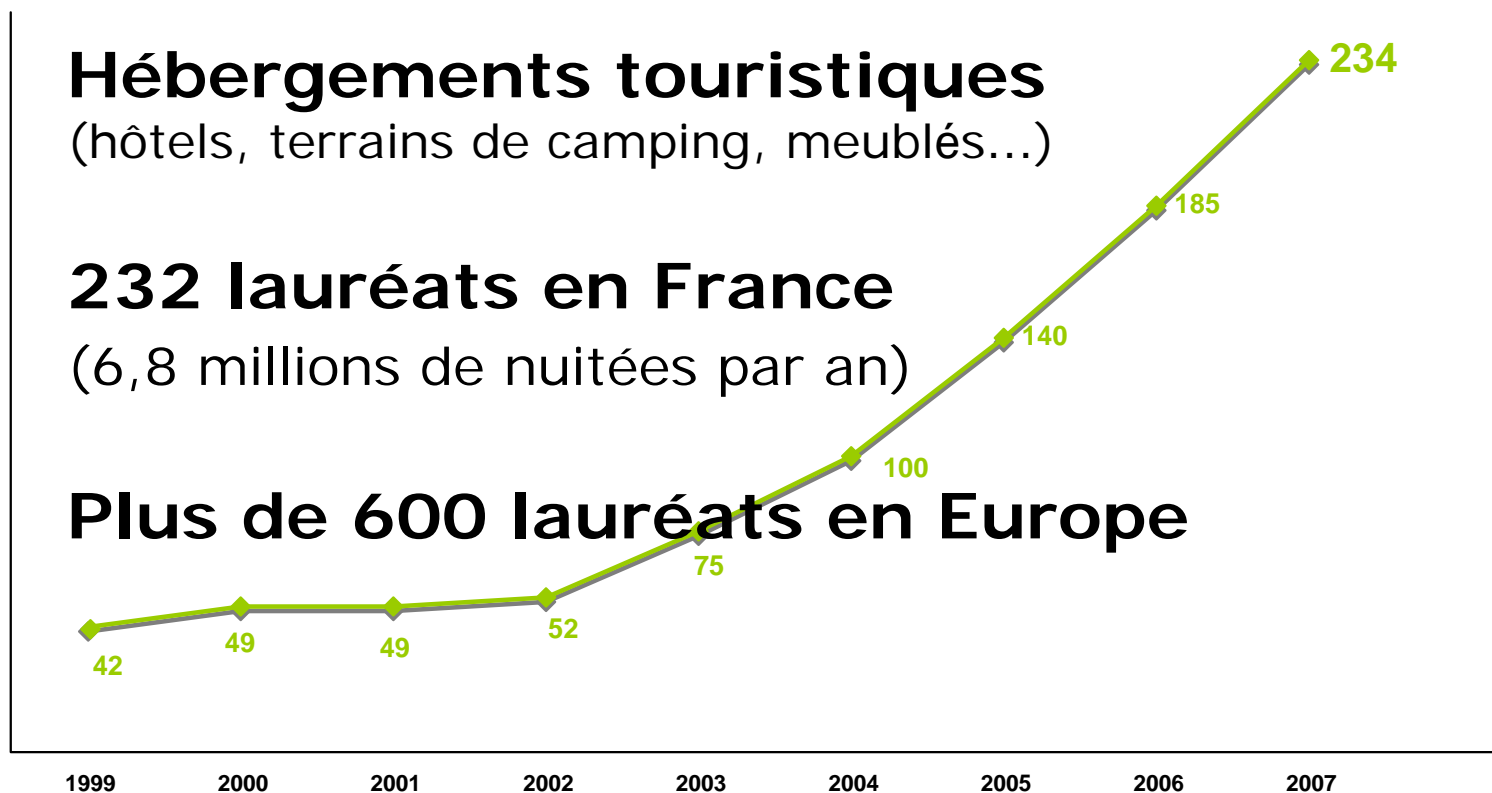 Hébergements touristiques
(hôtels, terrains de camping, meublés...)
232 lauréats en France
(6,8 millions de nuitées par an)
Plus de 600 lauréats en Europe
234
185
140
100
75
52
49
49
42
1999 2000 2001 2002 2003 2004 2005 2006 2007